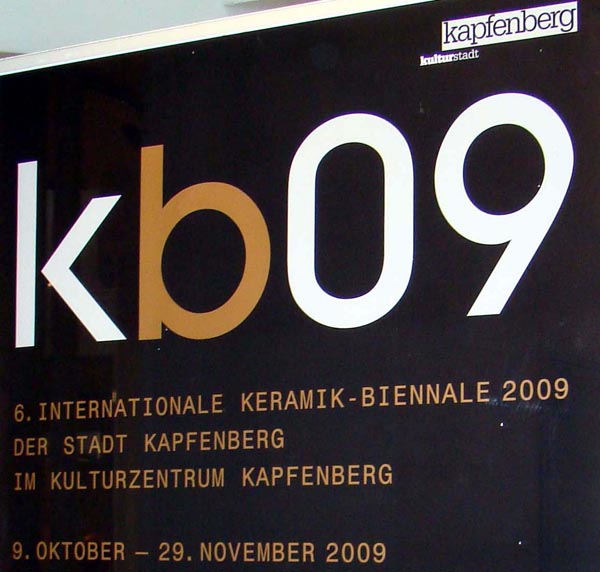 kapfenberg
kulturstadt
kb09
6. INTERNATIONALE KERAMIK-BIENNALE 2009
DER STADT KAPFENBERG
IM KULTURZENTRUM KAPFENBERG
9. OKTOBER – 29. NOVEMBER 2009